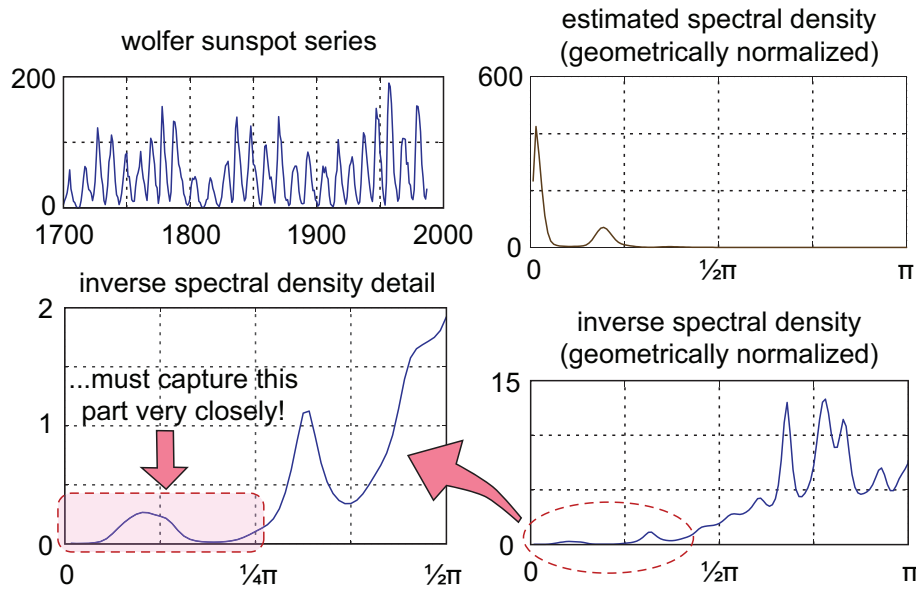 wolfer sunspot series
200
0
1700
1800
1900
2000
estimated spectral density
(geometrically normalized)
600
0
0
½π
π
inverse spectral density detail
2
1
0
...must capture this
part very closely!
0
¼π
½π
inverse spectral density
(geometrically normalized)
15
0
0
½π
π